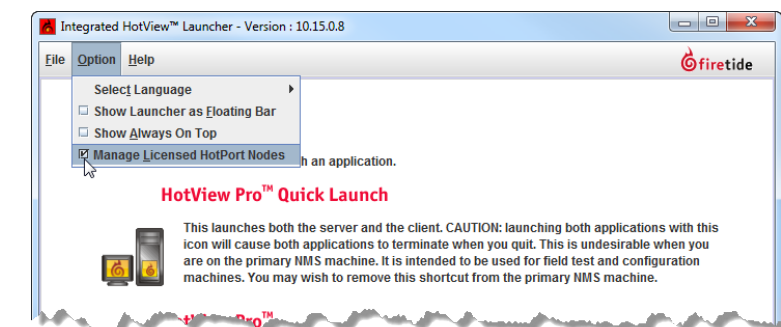 Integrated HotView™ Launcher - Version : 10.15.0.8
File Option Help
firetide
Select Language
Show Launcher as Floating Bar
Show Always On Top
Manage Licensed HotPort Nodes
h an application.
HotView Pro™ Quick Launch
This launches both the server and the client. CAUTION: launching both applications with this
icon will cause both applications to terminate when you quit. This is undesirable when you
are on the primary NMS machine. It is intended to be used for field test and configuration
machines. You may wish to remove this shortcut from the primary NMS machine.
Pro™